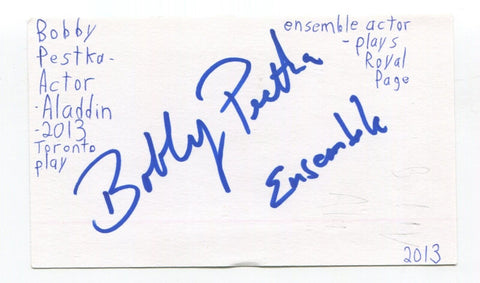 Bobby
Pestka-
Actor
-Aladdin
-2013
Toronto
play
ensemble actor
-plays
Royal
Page
Bobby Pestka
Ensemble
2013